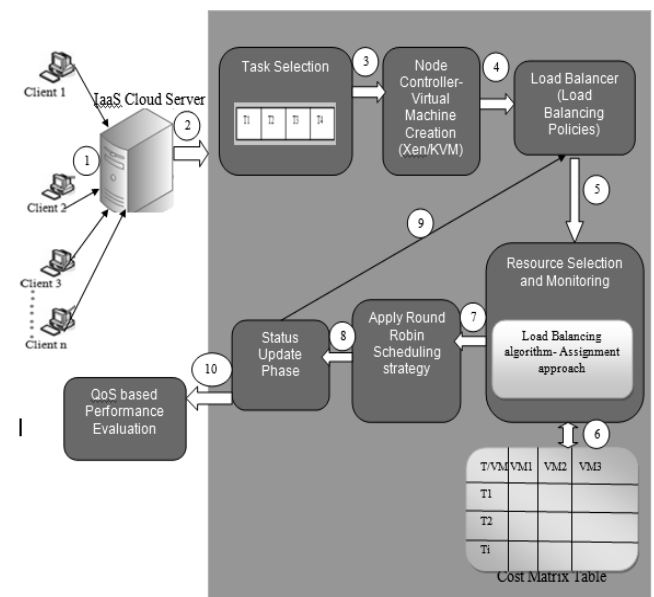 Client 1
Client 2
Client 3
Client n
IaaS Cloud Server
1
2
Task Selection
T1 T2 T3 T4
3
Node
Controller-
Virtual
Machine
Creation
(Xen/KVM)
4
Load Balancer
(Load
Balancing
Policies)
5
Resource Selection
and Monitoring
Load Balancing
algorithm- Assignment
approach
6
T/VM VM1 VM2 VM3
T1
T2
Ti
Cost Matrix Table
7
Apply Round
Robin
Scheduling
strategy
8
Status
Update
Phase
9
10
QoS based
Performance
Evaluation